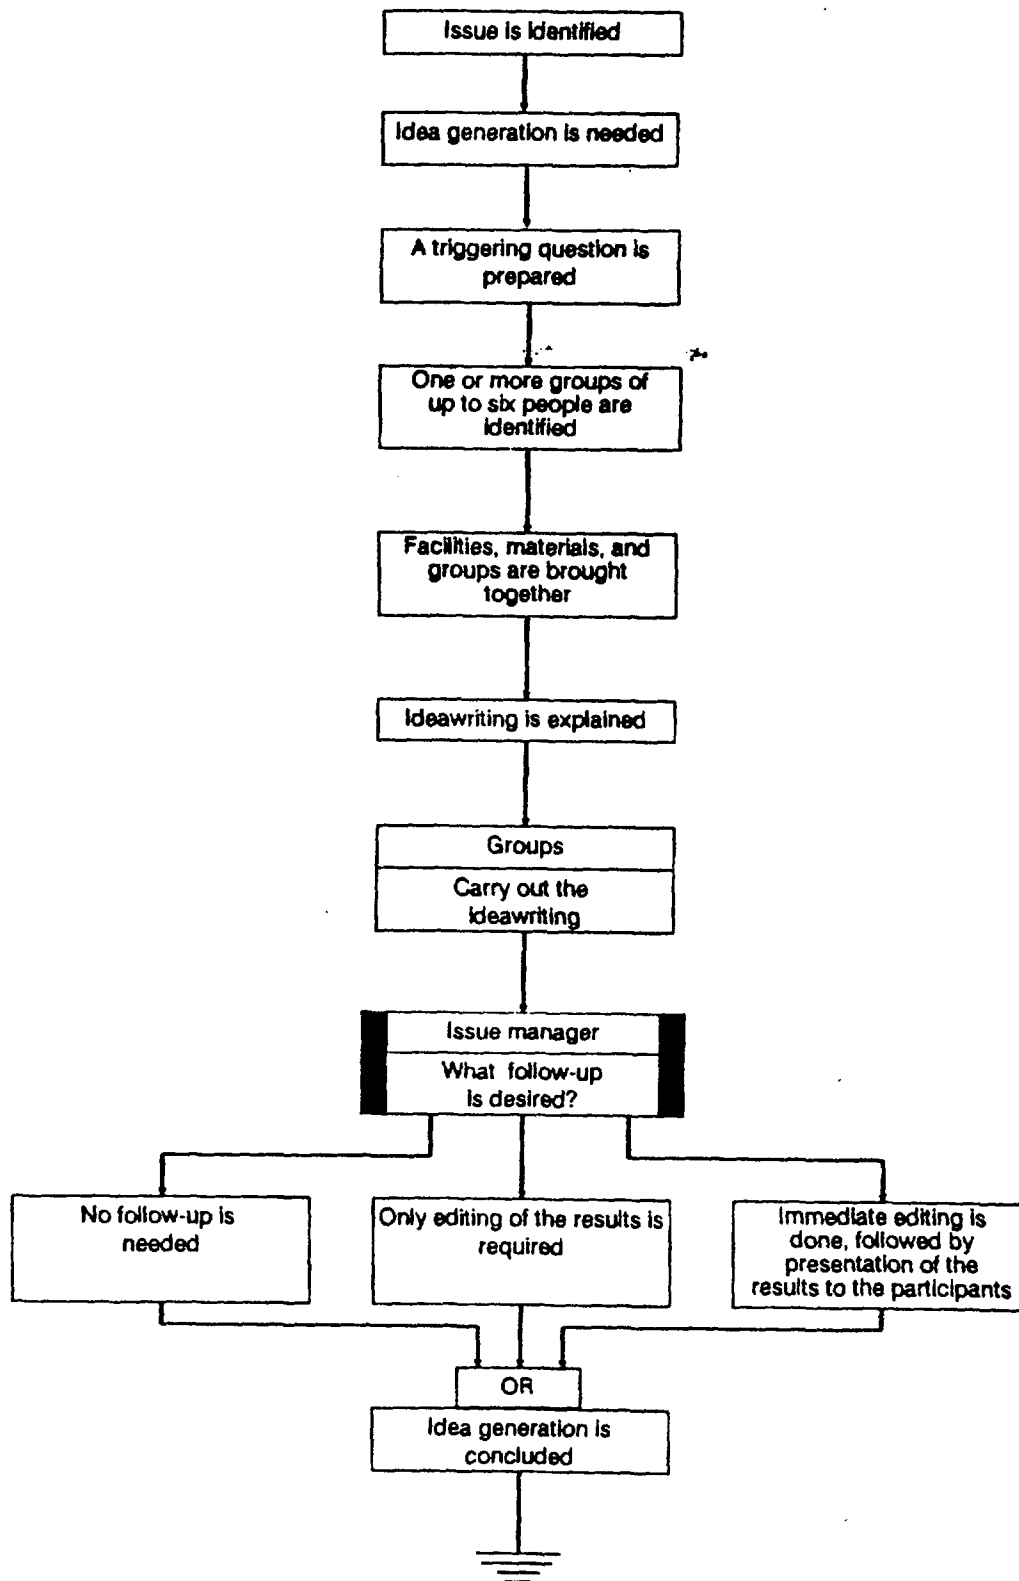 Issue is identified
Idea generation is needed
A triggering question is
prepared
One or more groups of
up to six people are
identified
Facilities, materials, and
groups are brought
together
Ideawriting is explained
Groups
Carry out the
ideawriting
Issue manager
What follow-up
is desired?
No follow-up is
needed
Only editing of the results is
required
Immediate editing is
done, followed by
presentation of the
results to the participants
OR
Idea generation is
concluded